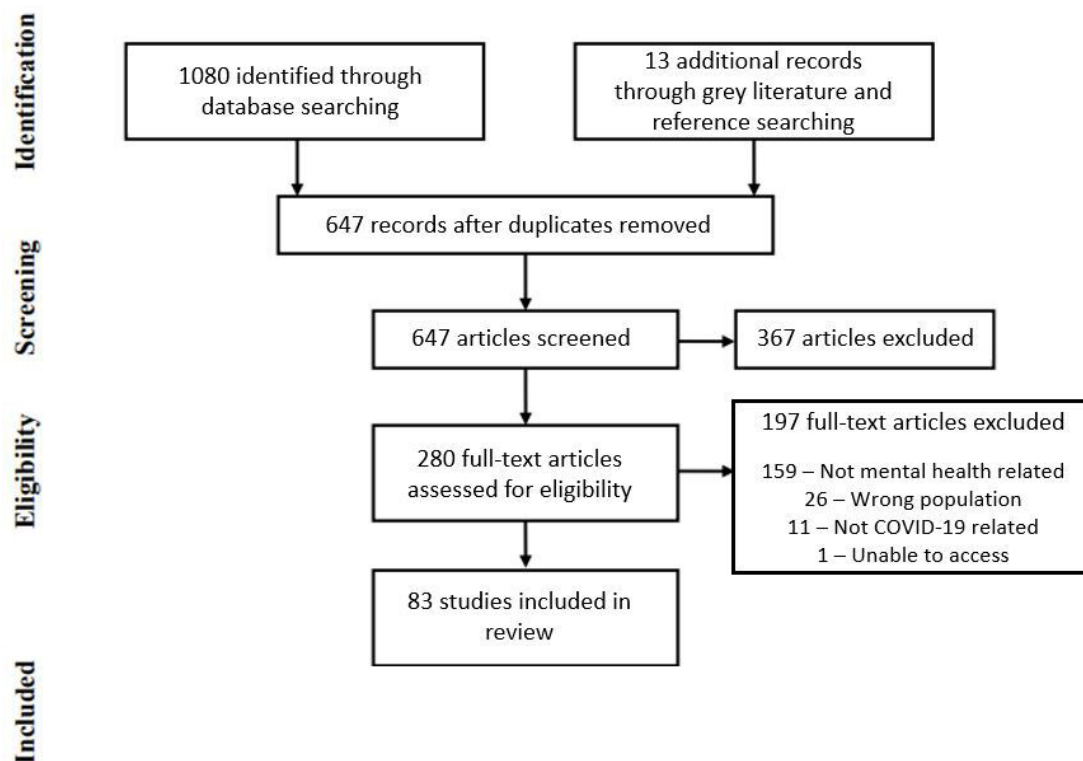 Identification
1080 identified through
database searching
13 additional records
through grey literature and
reference searching
647 records after duplicates removed
Screening
647 articles screened
367 articles excluded
Eligibility
280 full-text articles
assessed for eligibility
197 full-text articles excluded
159 – Not mental health related
26 – Wrong population
11 – Not COVID-19 related
1 – Unable to access
Included
83 studies included in
review